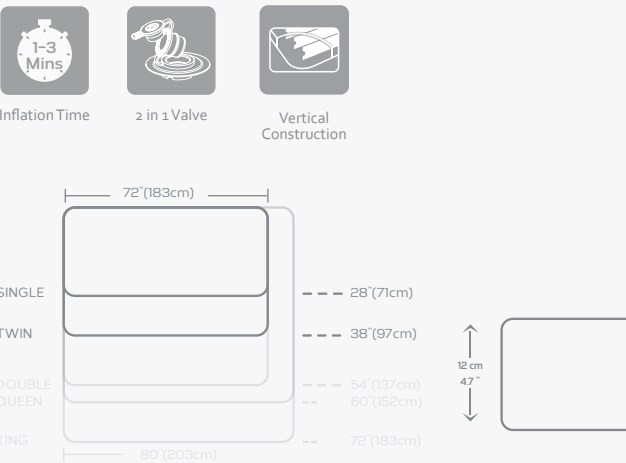 1-3
Mins
Inflation Time
2 in 1 Valve
Vertical
Construction
72"(183cm)
SINGLE
28"(71cm)
TWIN
38"(97cm)
12 cm
4.7 "
DOUBLE
54"(137cm)
QUEEN
60"(152cm)
KING
72"(183cm)
80"(203cm)